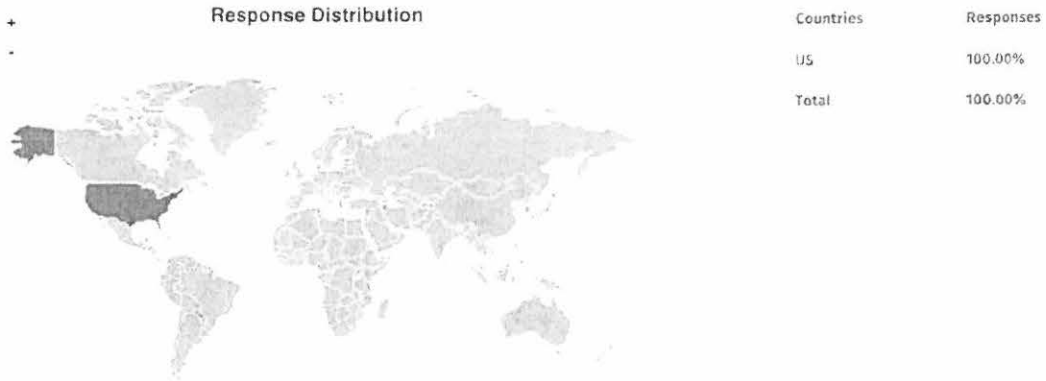 +
-
Response Distribution
Countries Responses
US 100.00%
Total 100.00%